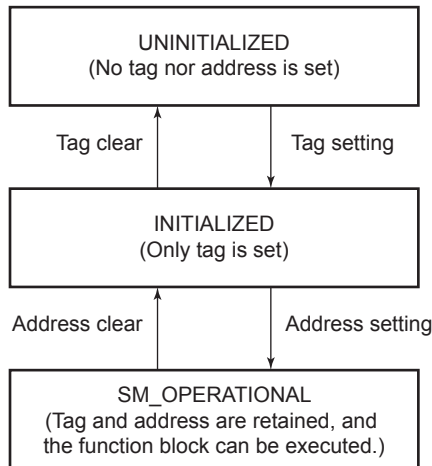 UNINITIALIZED
(No tag nor address is set)
Tag clear
Tag setting
INITIALIZED
(Only tag is set)
Address clear
Address setting
SM_OPERATIONAL
(Tag and address are retained, and
the function block can be executed.)